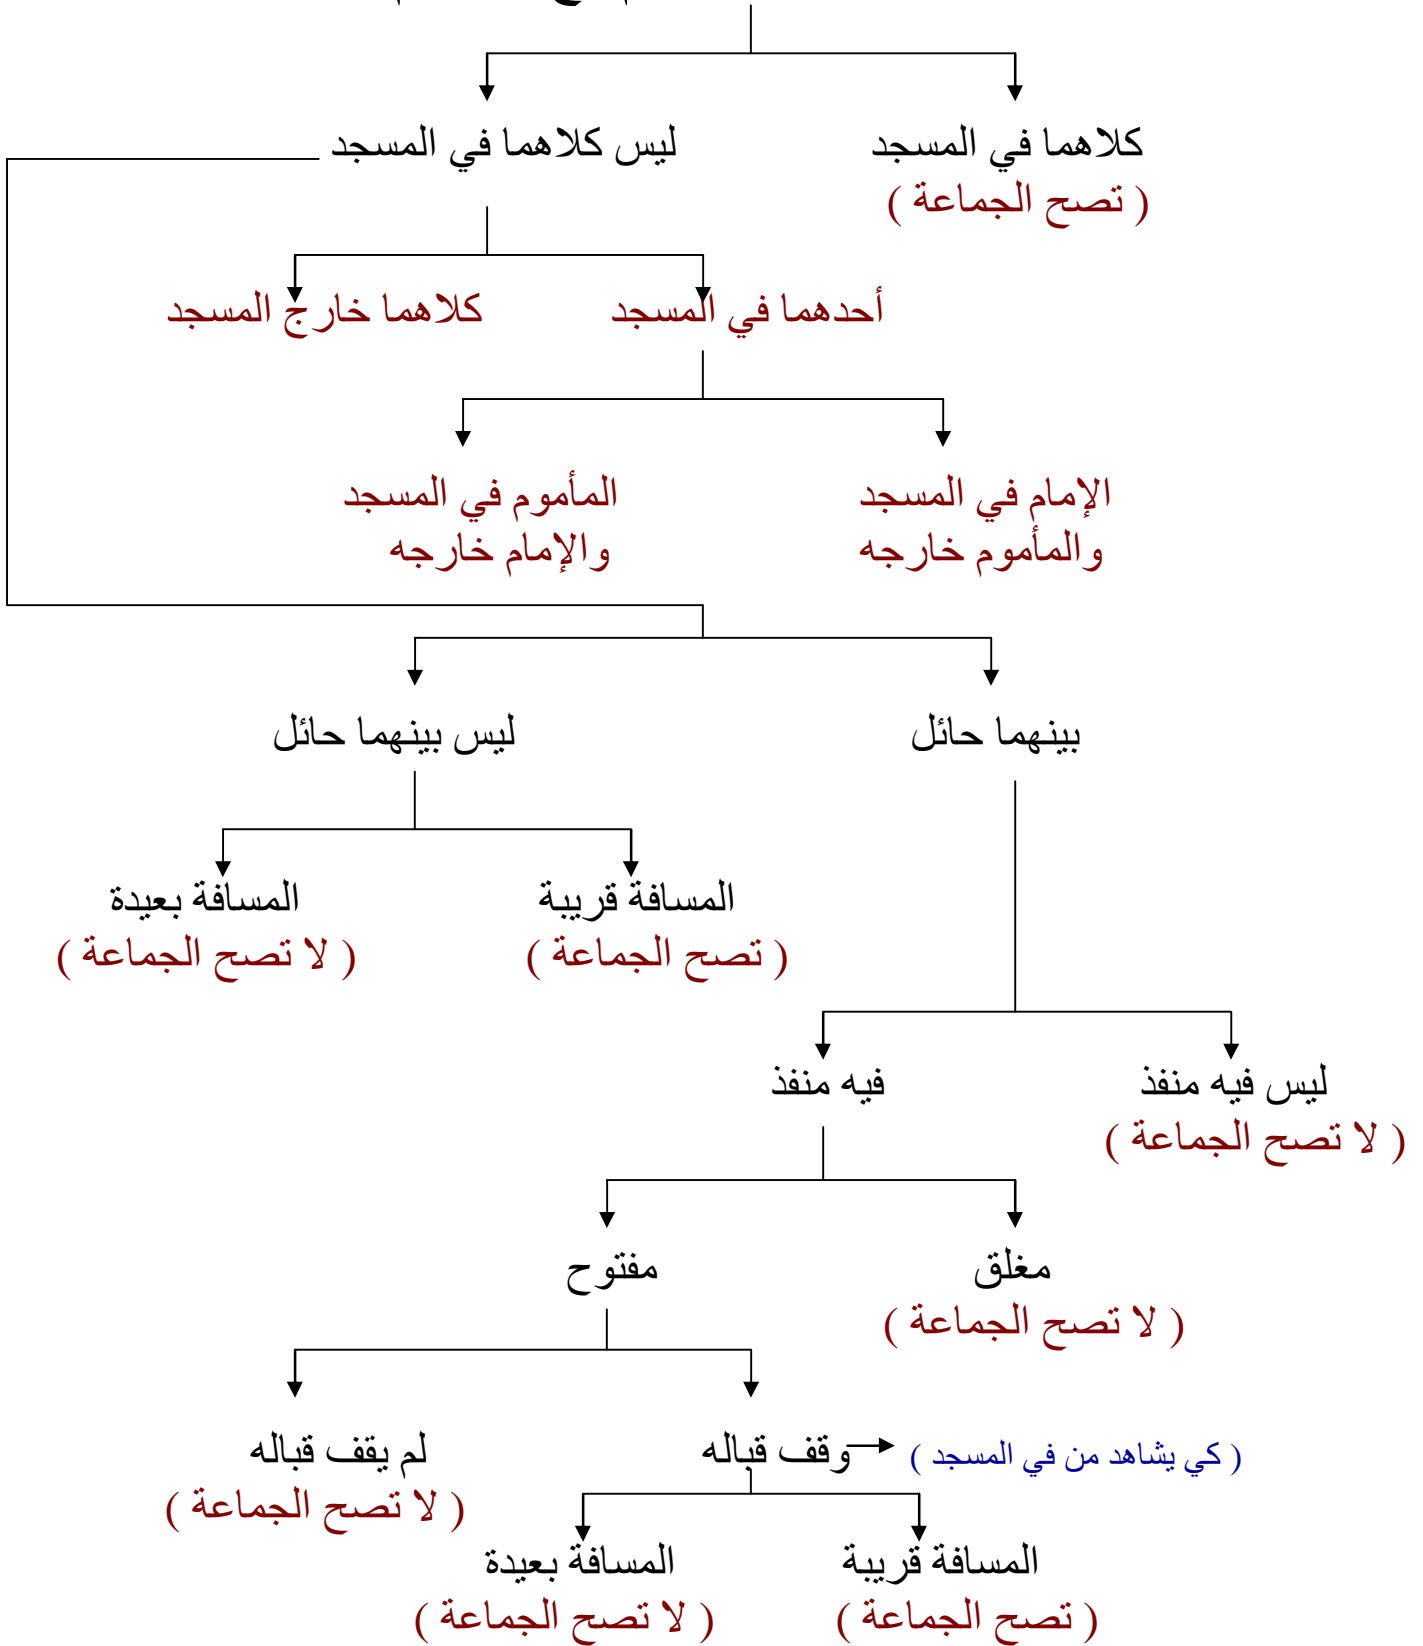 كلاهما في المسجد
( تصح الجماعة )
ليس كلاهما في المسجد
أحدهما في المسجد
كلاهما خارج المسجد
الإمام في المسجد
والمأموم خارجه
المأموم في المسجد
والإمام خارجه
بينهما حائل
ليس بينهما حائل
المسافة قريبة
( تصح الجماعة )
المسافة بعيدة
( لا تصح الجماعة )
ليس فيه منفذ
( لا تصح الجماعة )
فيه منفذ
مغلق
( لا تصح الجماعة )
مفتوح
( كي يشاهد من في المسجد )
وقف قباله
لم يقف قباله
( لا تصح الجماعة )
المسافة قريبة
( تصح الجماعة )
المسافة بعيدة
( لا تصح الجماعة )